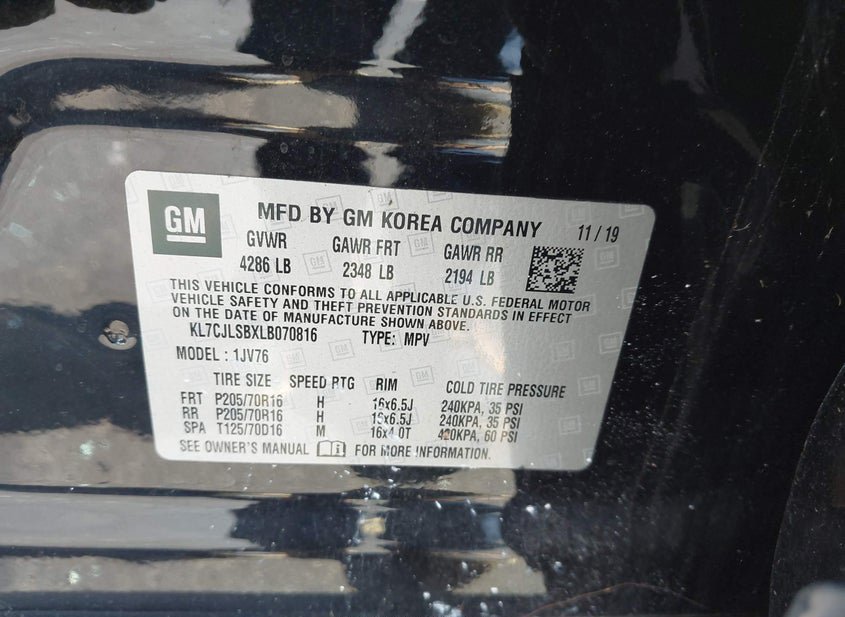 GM MFD BY GM KOREA COMPANY 11 / 19
GVWR GAWR FRT GAWR RR
4286 LB 2348 LB 2194 LB
THIS VEHICLE CONFORMS TO ALL APPLICABLE U.S. FEDERAL MOTOR
VEHICLE SAFETY AND THEFT PREVENTION STANDARDS IN EFFECT
ON THE DATE OF MANUFACTURE SHOWN ABOVE.
KL7CJLSBXLB070816 TYPE: MPV
MODEL : 1JV76
TIRE SIZE SPEED RTG RIM COLD TIRE PRESSURE
FRT P205/70R16 H 16x6.5J 240KPA, 35 PSI
RR P205/70R16 H 16x6.5J 240KPA, 35 PSI
SPA T125/70D16 M 16x4.0T 420KPA, 60 PSI
SEE OWNER'S MANUAL FOR MORE INFORMATION.